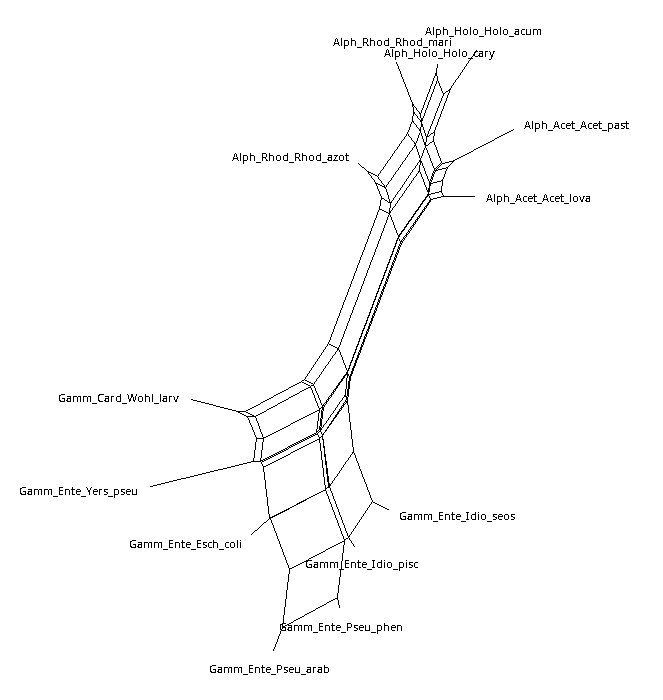 Alph_Holo_Holo_acum
Alph_Rhod_Rhod_mari
Alph_Holo_Holo_cary
Alph_Acet_Acet_past
Alph_Rhod_Rhod_azot
Alph_Acet_Acet_lova
Gamm_Card_Wohl_larv
Gamm_Ente_Yers_pseu
Gamm_Ente_Idio_seos
Gamm_Ente_Esch_coli
Gamm_Ente_Idio_pisc
Gamm_Ente_Pseu_phen
Gamm_Ente_Pseu_arab